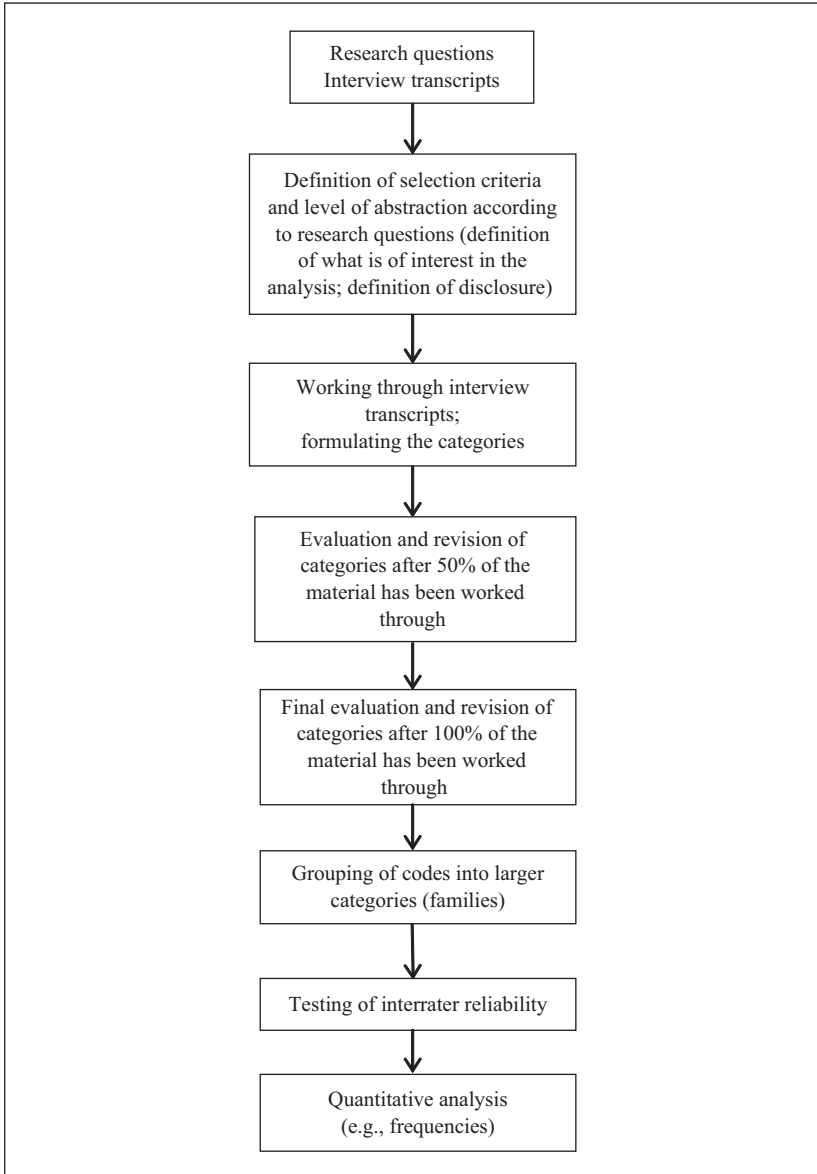 Research questions
Interview transcripts
Definition of selection criteria
and level of abstraction according
to research questions (definition
of what is of interest in the
analysis; definition of disclosure)
Working through interview
transcripts;
formulating the categories
Evaluation and revision of
categories after 50% of the
material has been worked
through
Final evaluation and revision of
categories after 100% of the
material has been worked
through
Grouping of codes into larger
categories (families)
Testing of interrater reliability
Quantitative analysis
(e.g., frequencies)